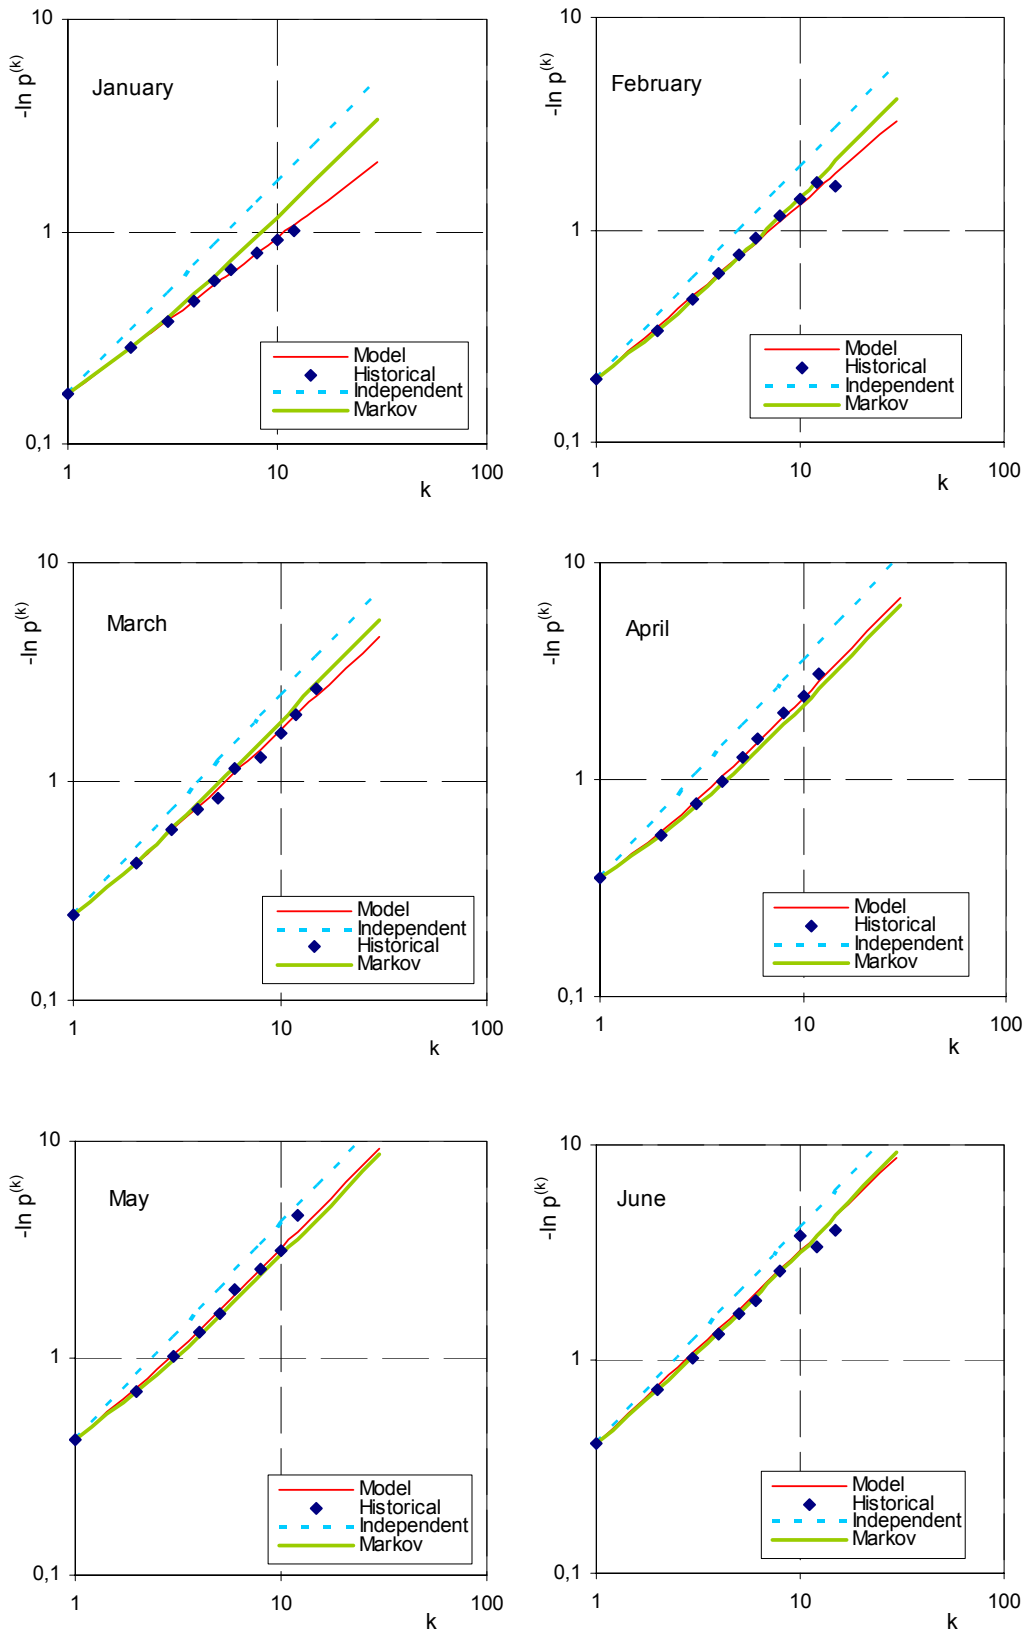 10
-ln p(k)
January
1
Model
Historical
Independent
Markov
0,1
1
10
100
k
10
-ln p(k)
February
1
Model
Historical
Independent
Markov
0,1
1
10
100
k
10
-ln p(k)
March
1
Model
Independent
Historical
Markov
0,1
1
10
100
k
10
-ln p(k)
April
1
Model
Historical
Independent
Markov
0,1
1
10
100
k
10
-ln p(k)
May
1
Model
Historical
Independent
Markov
0,1
1
10
100
k
10
-ln p(k)
June
1
Model
Historical
Independent
Markov
0,1
1
10
100
k